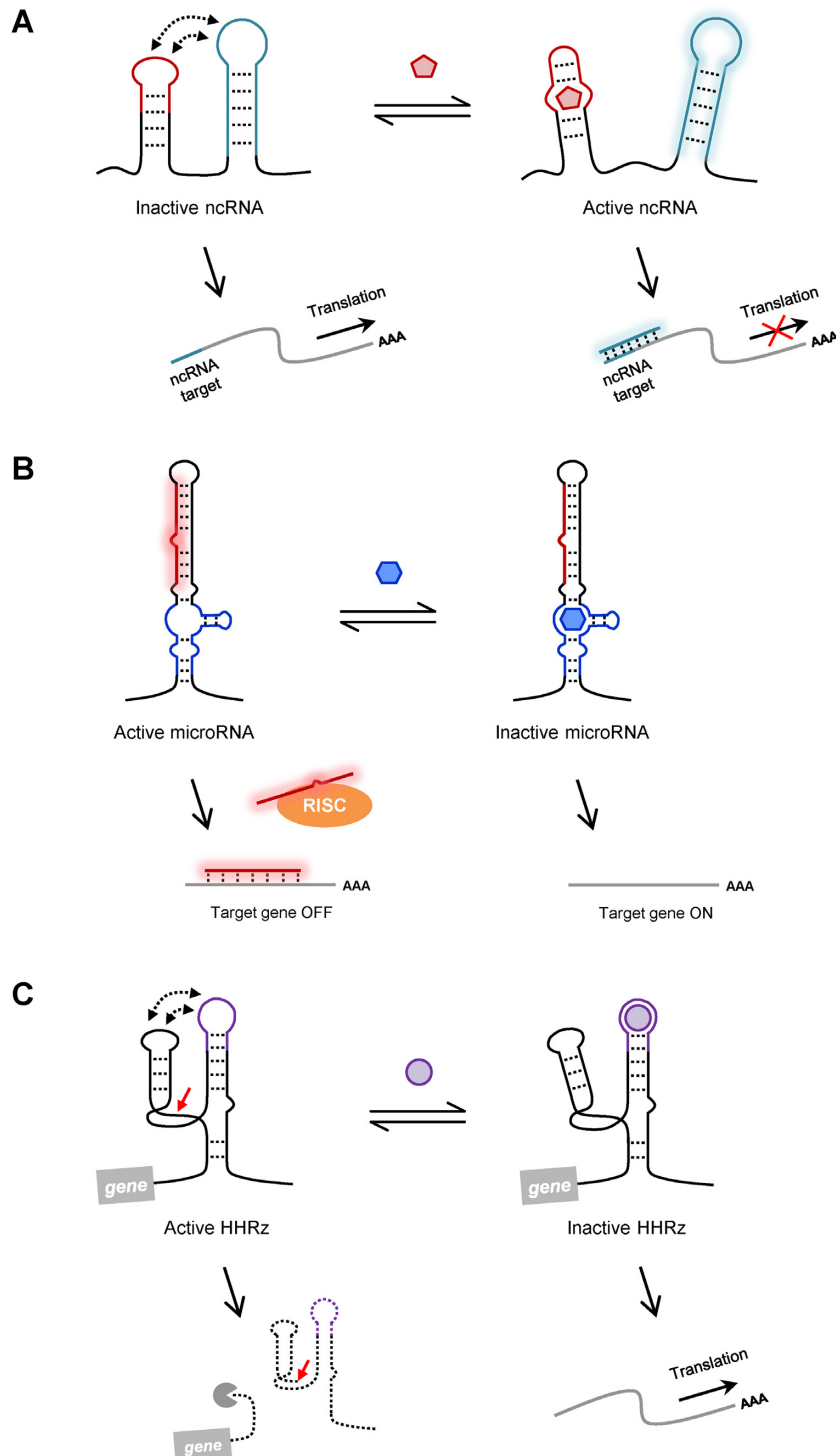 A
Inactive ncRNA
Active ncRNA
Translation
AAA
ncRNA
target
Translation
AAA
ncRNA
target
B
Active microRNA
Inactive microRNA
RISC
AAA
Target gene OFF
AAA
Target gene ON
C
gene
Active HHRz
gene
Inactive HHRz
gene
Translation
AAA